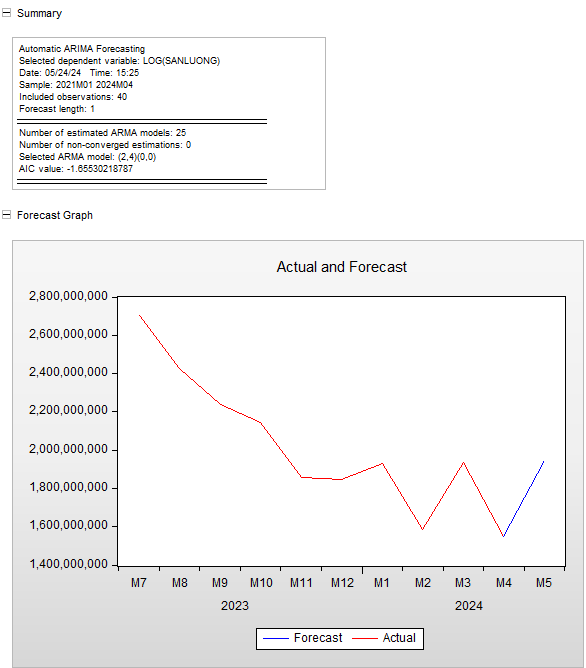 Summary
Automatic ARIMA Forecasting
Selected dependent variable: LOG(SANLUONG)
Date: 05/24/24   Time: 15:25
Sample: 2021M01 2024M04
Included observations: 40
Forecast length: 1
Number of estimated ARMA models: 25
Number of non-converged estimations: 0
Selected ARMA model: (2,4)(0,0)
AIC value: -1.65530218787
Forecast Graph
Actual and Forecast
2,800,000,000
2,600,000,000
2,400,000,000
2,200,000,000
2,000,000,000
1,800,000,000
1,600,000,000
1,400,000,000
M7 M8 M9 M10 M11 M12 M1 M2 M3 M4 M5
2023 2024
Forecast Actual